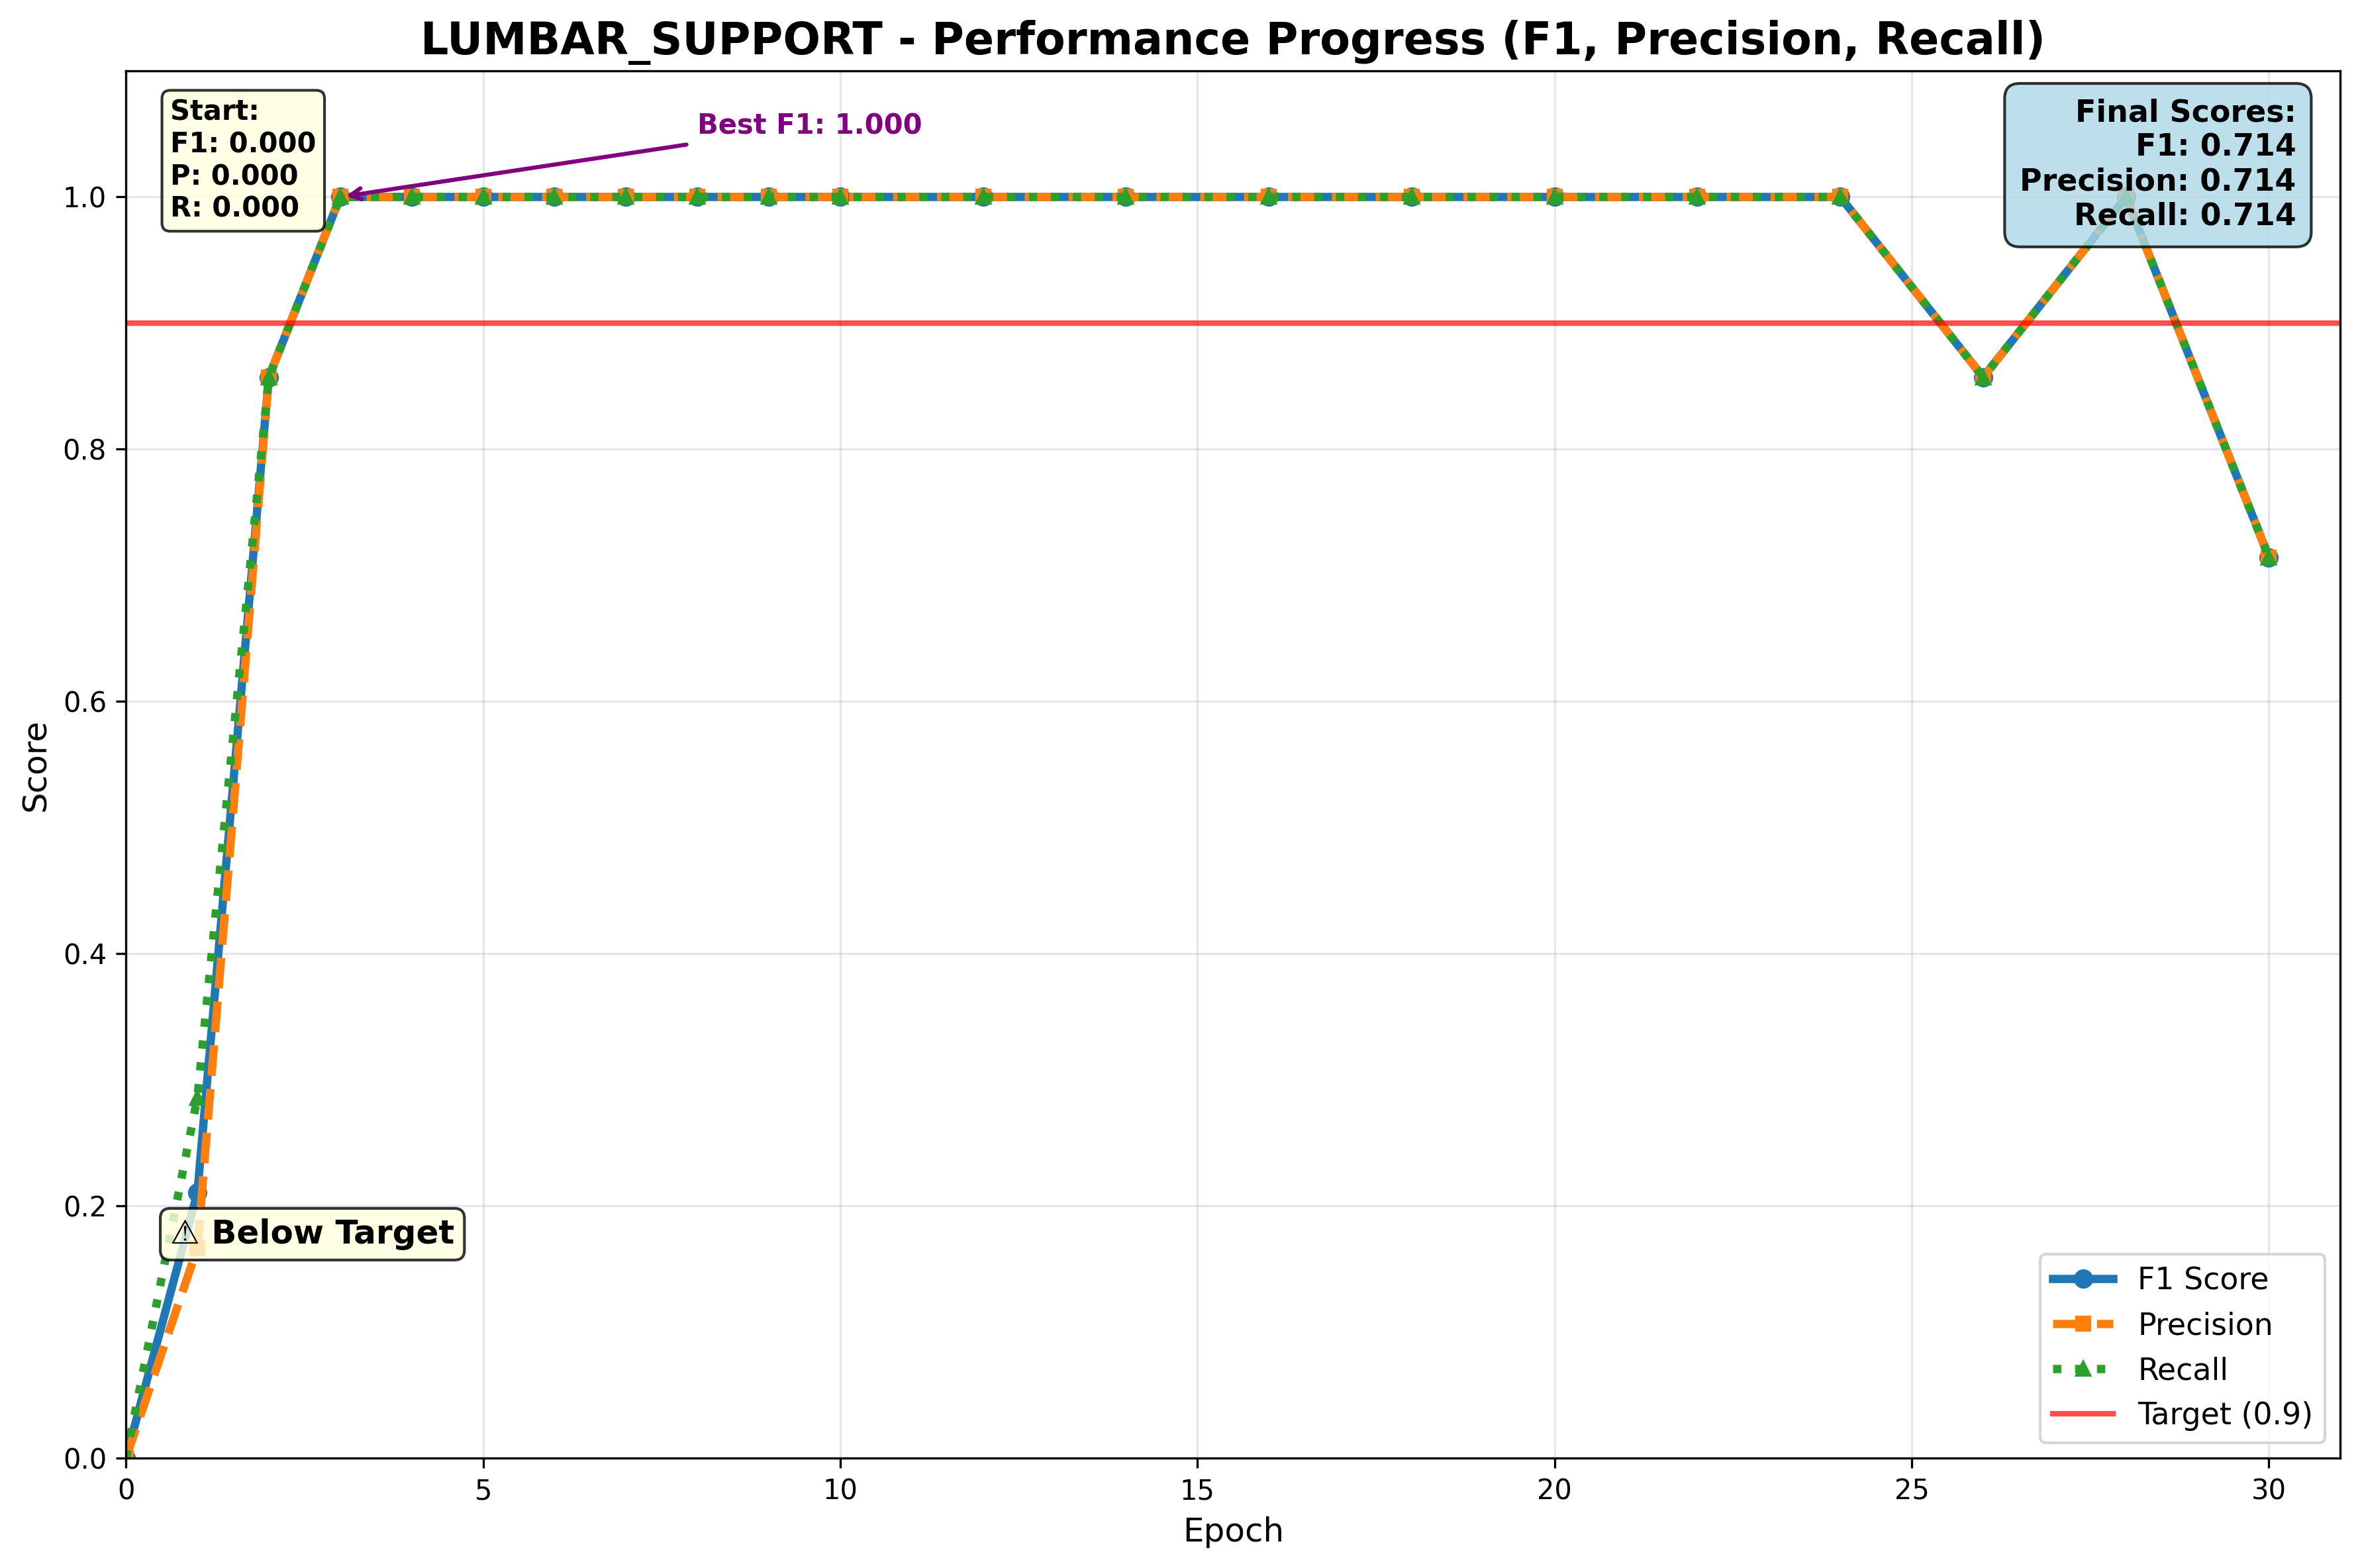 LUMBAR_SUPPORT - Performance Progress (F1, Precision, Recall)
Start:
F1: 0.000
P: 0.000
R: 0.000
Best F1: 1.000
Final Scores:
F1: 0.714
Precision: 0.714
Recall: 0.714
1.0
0.8
0.6
0.4
0.2
0.0
Score
⚠ Below Target
F1 Score
Precision
Recall
Target (0.9)
0 5 10 15 20 25 30
Epoch